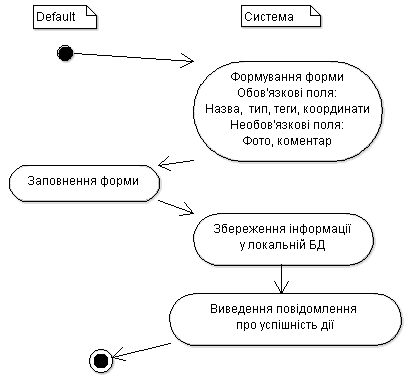 Default
Система
Формування форми
Обов'язкові поля:
Назва, тип, теги, координати
Необов'язкові поля:
Фото, коментар
Заповнення форми
Збереження інформації
у локальній БД
Виведення повідомлення
про успішність дії